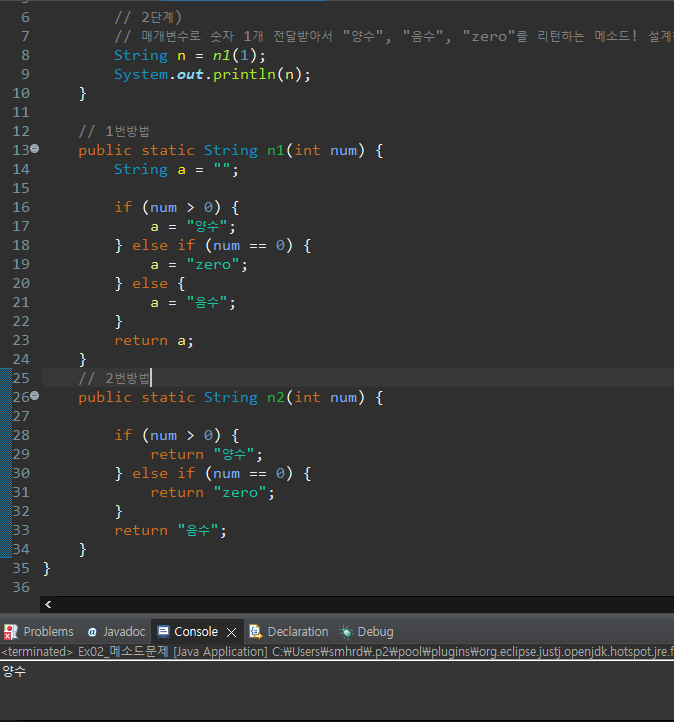 6 // 2단계)
7 // 매개변수로 숫자 1개 전달받아서 "양수", "음수", "zero"를 리턴하는 메소드!
8 String n = n1(1);
9 System.out.println(n);
10 }
11
12 // 1번방법
13 public static String n1(int num) {
14 String a = "";
15
16 if (num > 0) {
17 a = "양수";
18 } else if (num == 0) {
19 a = "zero";
20 } else {
21 a = "음수";
22 }
23 return a;
24 }
25 // 2번방법
26 public static String n2(int num) {
27
28 if (num > 0) {
29 return "양수";
30 } else if (num == 0) {
31 return "zero";
32 }
33 return "음수";
34 }
35 }
36
Problems @ Javadoc Console Declaration Debug
<terminated> Ex02_메소드문제 [Java Application] C:₩Users₩smhrd₩.p2₩pool₩plugins₩org.eclipse.justj.openjdk.hotspot.jre.f
양수